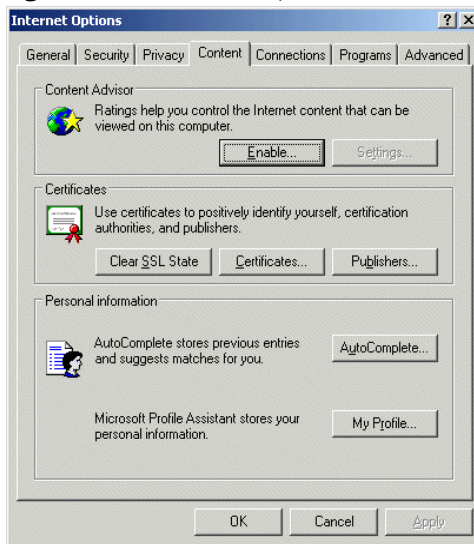 Internet Options
General Security Privacy Content Connections Programs Advanced
Content Advisor
Ratings help you control the Internet content that can be
viewed on this computer.
Enable... Settings...
Certificates
Use certificates to positively identify yourself, certification
authorities, and publishers.
Clear SSL State Certificates... Publishers...
Personal information
AutoComplete stores previous entries
and suggests matches for you.
AutoComplete...
Microsoft Profile Assistant stores your
personal information.
My Profile...
OK Cancel Apply